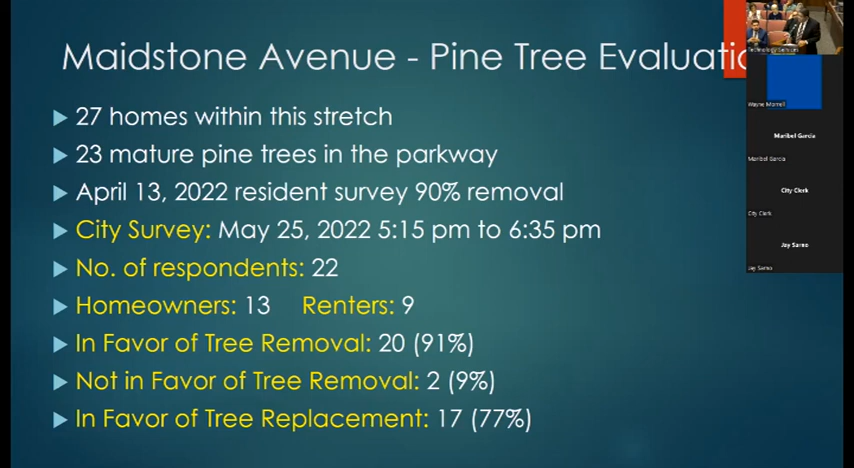 Maidstone Avenue - Pine Tree Evaluatio
27 homes within this stretch
23 mature pine trees in the parkway
April 13, 2022 resident survey 90% removal
City Survey: May 25, 2022 5:15 pm to 6:35 pm
No. of respondents: 22
Homeowners: 13 Renters: 9
In Favor of Tree Removal: 20 (91%)
Not in Favor of Tree Removal: 2 (9%)
In Favor of Tree Replacement: 17 (77%)
Technology Services
Wayne Morrell
Maribel Garcia
Maribel Garcia
City Clerk
City Clerk
Jay Sarno
Jay Sarno